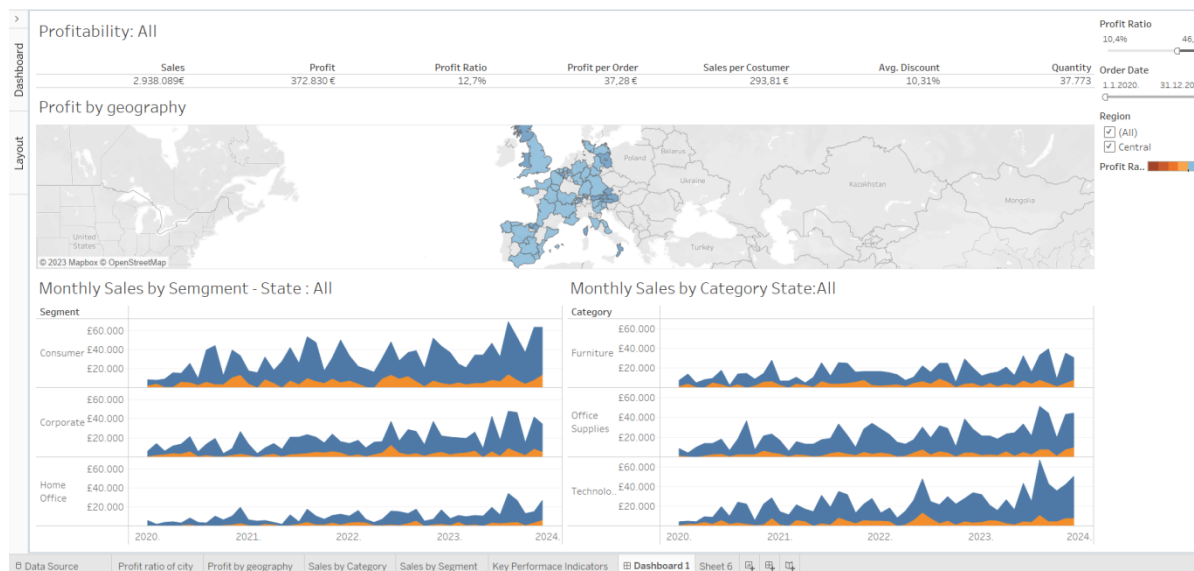 Dashboard
Layout
Profitability: All
Sales Profit Profit Ratio Profit per Order Sales per Costumer Avg. Discount Quantity
2.938.089€ 372.830 € 12,7% 37,28 € 293,81 € 10,31% 37.773
Profit by geography
United
States
Poland
Belarus
Ukraine
Turkey
Kazakhstan
Mongolia
© 2023 Mapbox © OpenStreetMap
Profit Ratio
10,4% 46,
Order Date
1.1.2020. 31.12.20
Region
(All)
Central
Profit Ra..
Monthly Sales by Semgment - State : All
Segment
Consumer
£60.000
£40.000
£20.000
Corporate
£60.000
£40.000
£20.000
Home
Office
£60.000
£40.000
£20.000
2020. 2021. 2022. 2023. 2024.
Monthly Sales by Category State:All
Category
Furniture
£60.000
£40.000
£20.000
Office
Supplies
£60.000
£40.000
£20.000
Technolo..
£60.000
£40.000
£20.000
2020. 2021. 2022. 2023. 2024.
Data Source Profit ratio of city Profit by geography Sales by Category Sales by Segment Key Performace Indicators Dashboard 1 Sheet 6